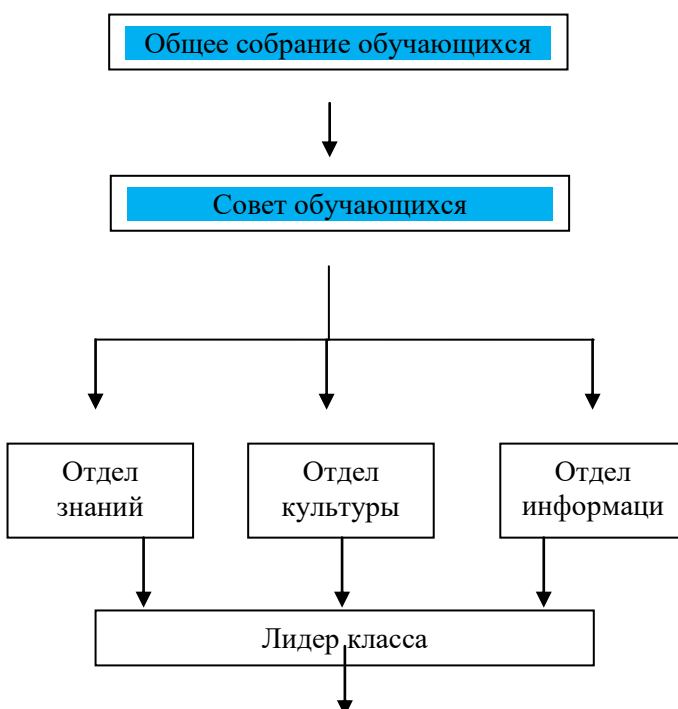 Общее собрание обучающихся
Совет обучающихся
Отдел
знаний
Отдел
культуры
Отдел
информаци
Лидер класса